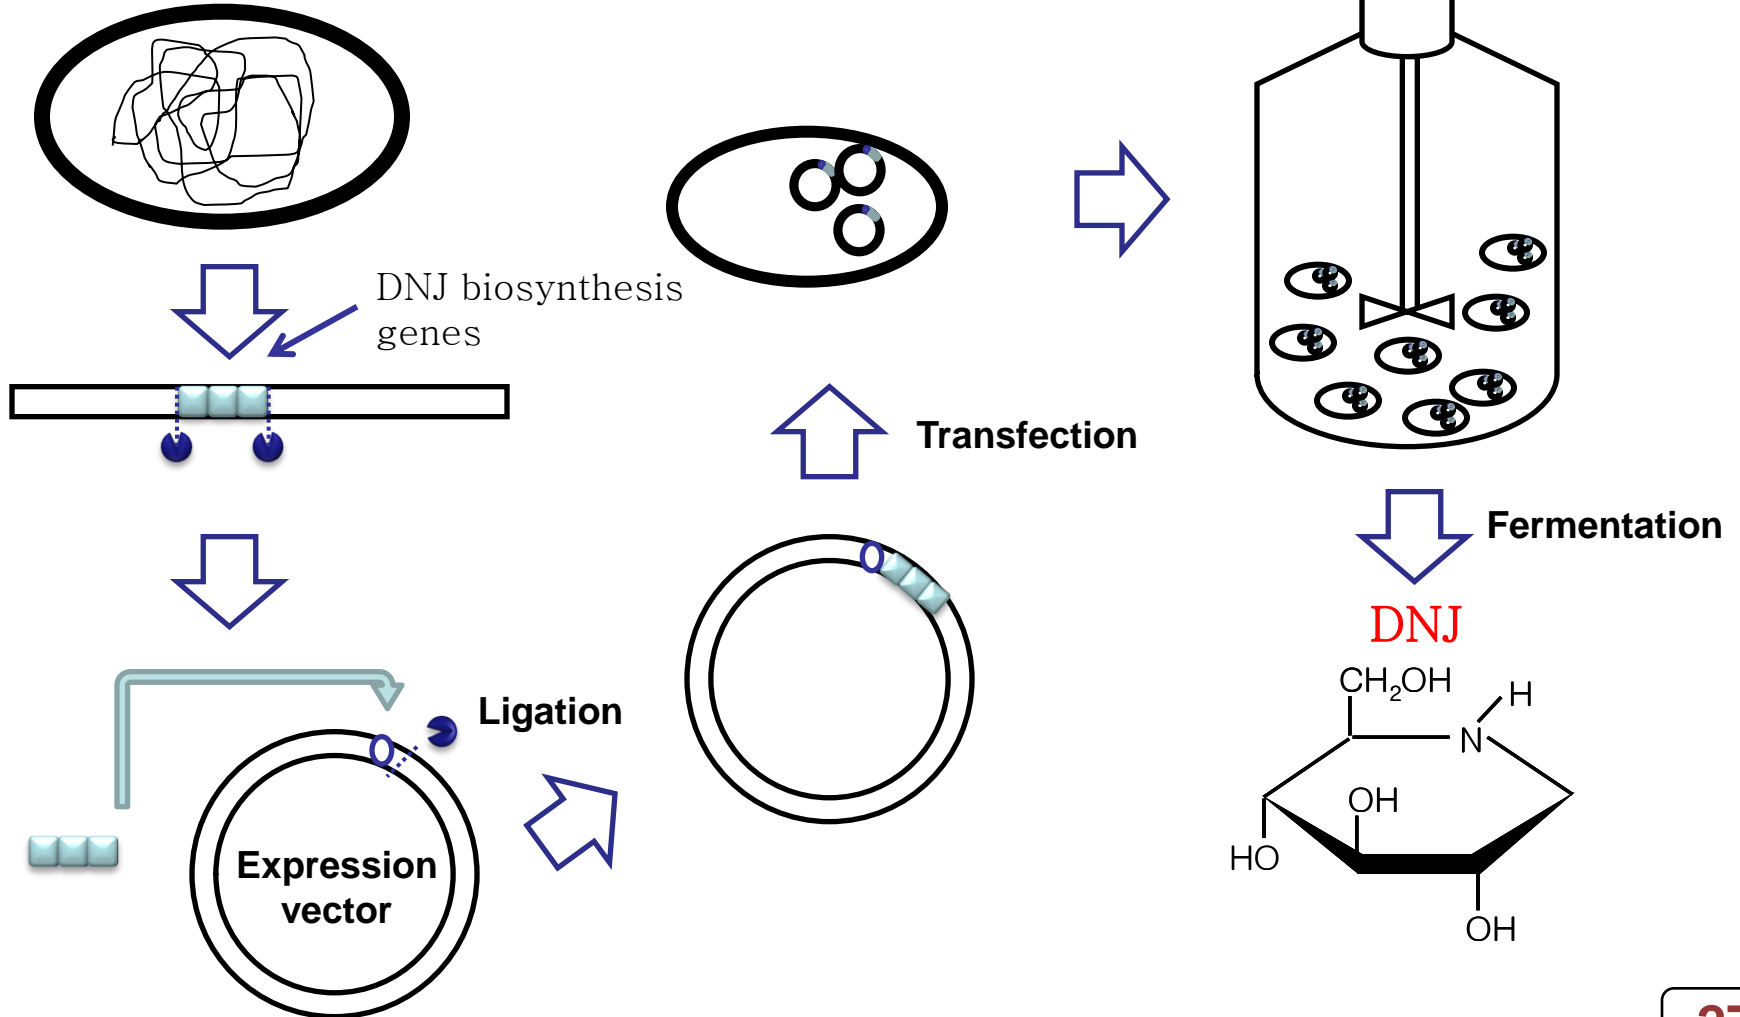 DNJ biosynthesis
genes
Transfection
Fermentation
DNJ
CH₂OH
H
N
OH
HO
OH
Ligation
Expression
vector